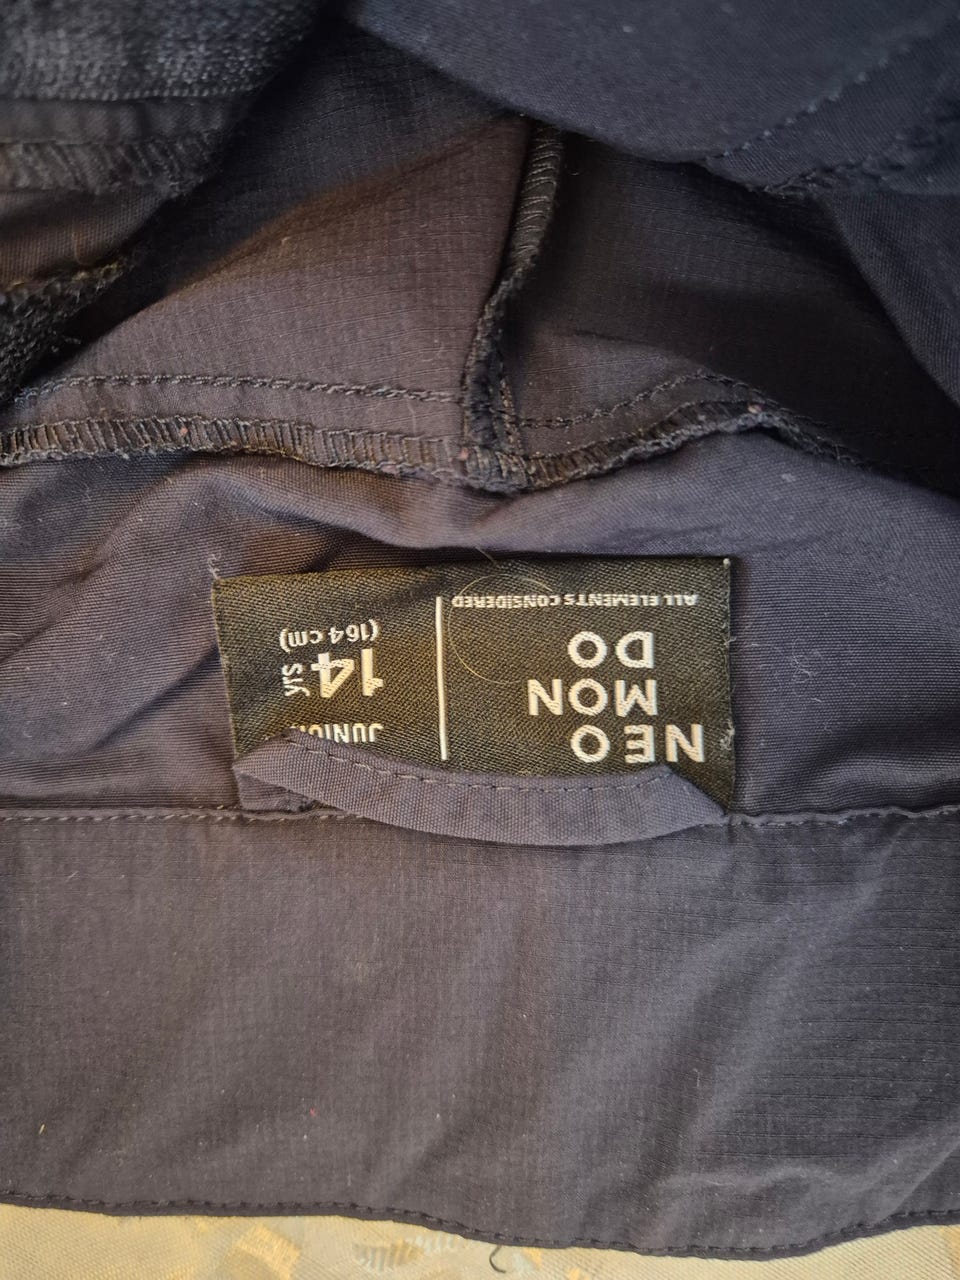 NEO
MON
DO
ALL ELEMENTS CONSIDERED
JUNIOR
14 yrs
(164 cm)